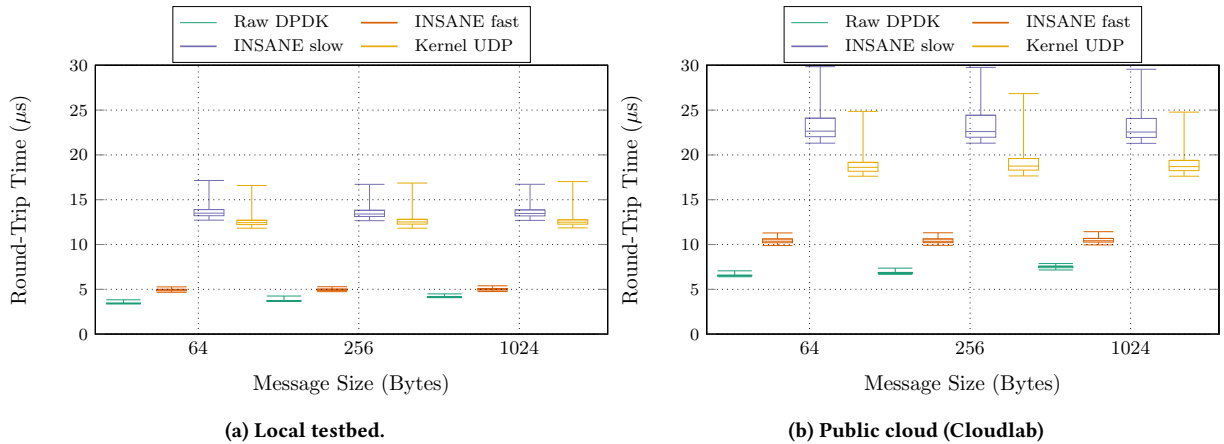 Raw DPDK INSANE fast
INSANE slow Kernel UDP
30
25
20
15
10
5
0
Round-Trip Time (μs)
64 256 1024
Message Size (Bytes)
(a) Local testbed.
Raw DPDK INSANE fast
INSANE slow Kernel UDP
30
25
20
15
10
5
0
Round-Trip Time (μs)
64 256 1024
Message Size (Bytes)
(b) Public cloud (Cloudlab)